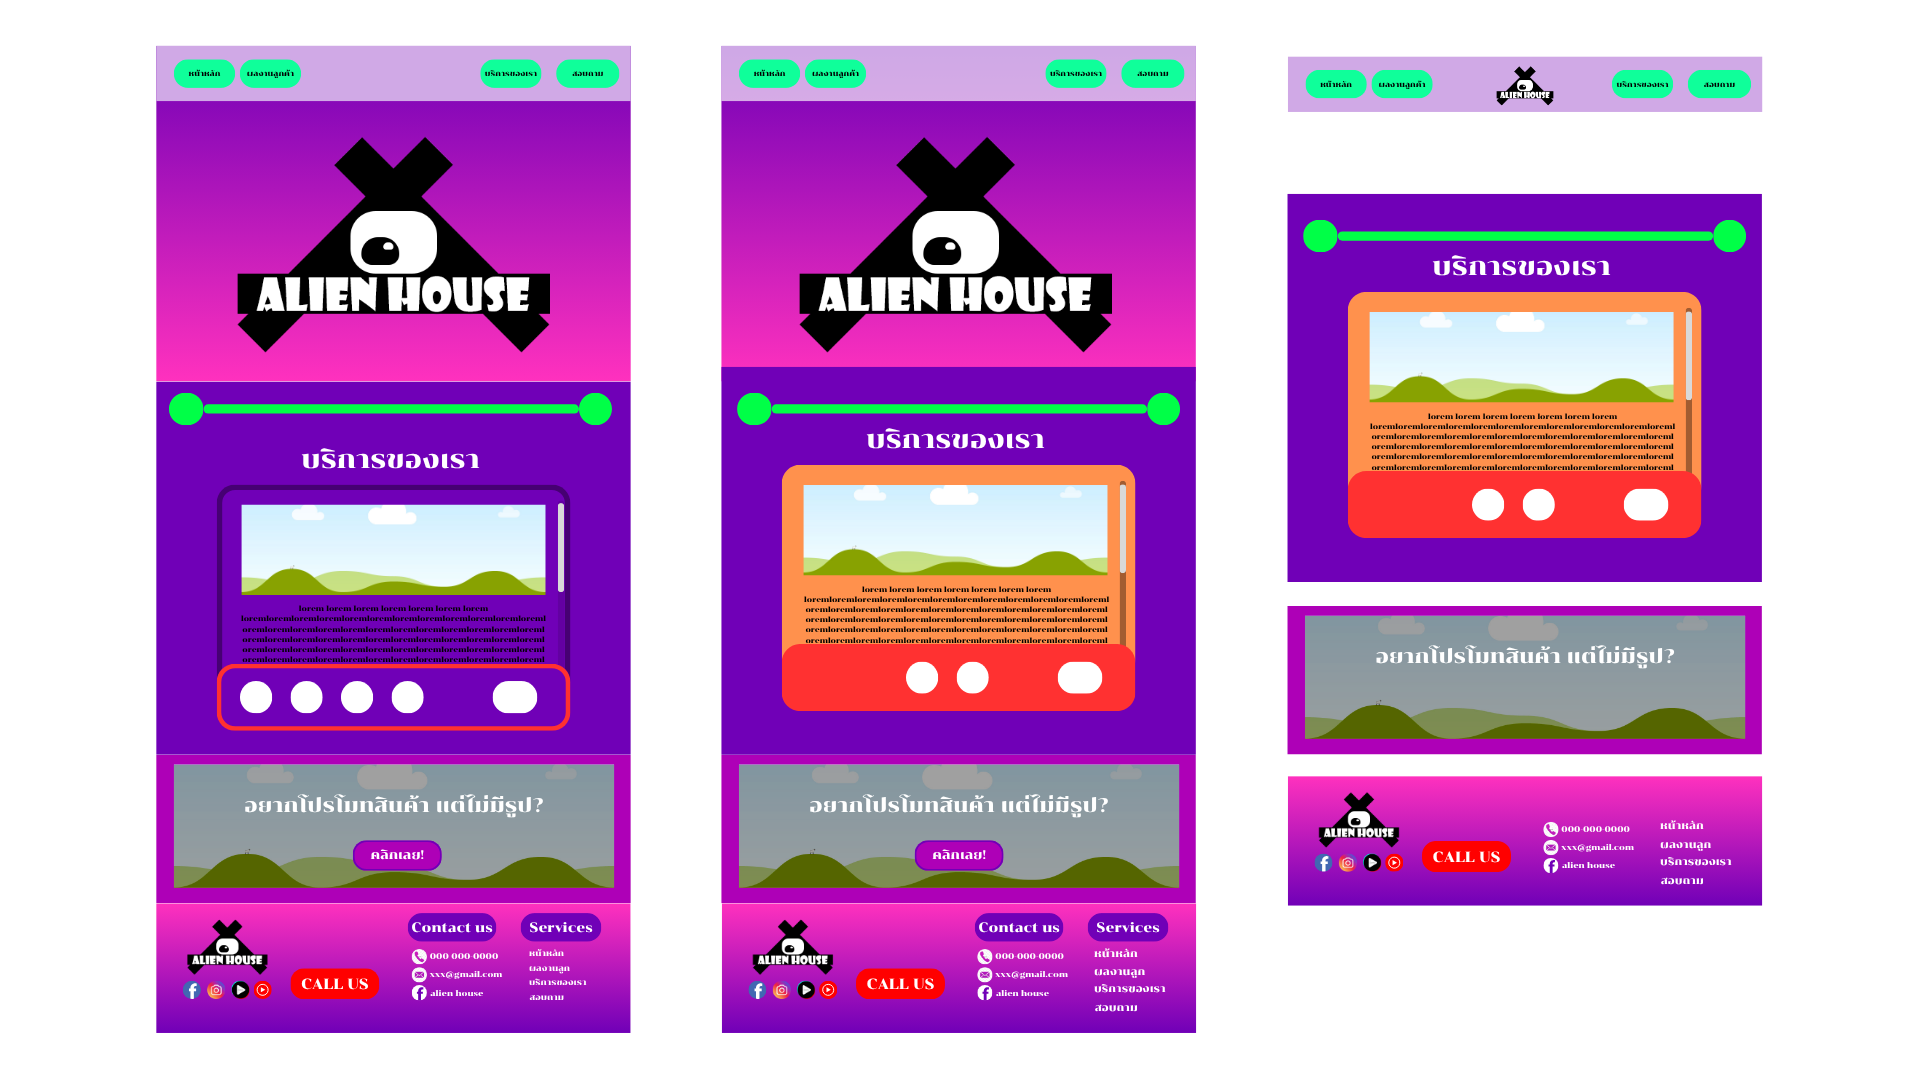 หน้าหลัก
ผลงานลูกค้า
บริการของเรา
สอบถาม
ALIEN HOUSE
บริการของเรา
lorem lorem lorem lorem lorem lorem lorem
loremloremloremloremloremloremloremloremloremloremloreml
oremloremloremloremloremloremloremloremloremloremloreml
oremloremloremloremloremloremloremloremloremloremloreml
oremloremloremloremloremloremloremloremloremloremloreml
oremloremloremloremloremloremloremloremloremloremloreml
อยากโปรโมทสินค้า แต่ไม่มีรูป?
คลิกเลย!
ALIEN HOUSE
CALL US
Contact us
000-000-0000
xxx@gmail.com
alien house
Services
หน้าหลัก
ผลงานลูก
บริการของเรา
สอบถาม
หน้าหลัก
ผลงานลูกค้า
บริการของเรา
สอบถาม
ALIEN HOUSE
บริการของเรา
lorem lorem lorem lorem lorem lorem lorem
loremloremloremloremloremloremloremloremloremloremloreml
oremloremloremloremloremloremloremloremloremloremloreml
oremloremloremloremloremloremloremloremloremloremloreml
oremloremloremloremloremloremloremloremloremloremloreml
oremloremloremloremloremloremloremloremloremloremloreml
อยากโปรโมทสินค้า แต่ไม่มีรูป?
คลิกเลย!
ALIEN HOUSE
CALL US
Contact us
000-000-0000
xxx@gmail.com
alien house
Services
หน้าหลัก
ผลงานลูก
บริการของเรา
สอบถาม
หน้าหลัก
ผลงานลูกค้า
ALIEN HOUSE
บริการของเรา
สอบถาม
บริการของเรา
lorem lorem lorem lorem lorem lorem lorem
loremloremloremloremloremloremloremloremloremloremloreml
oremloremloremloremloremloremloremloremloremloremloreml
oremloremloremloremloremloremloremloremloremloremloreml
oremloremloremloremloremloremloremloremloremloremloreml
oremloremloremloremloremloremloremloremloremloremloreml
อยากโปรโมทสินค้า แต่ไม่มีรูป?
ALIEN HOUSE
CALL US
000-000-0000
xxx@gmail.com
alien house
หน้าหลัก
ผลงานลูก
บริการของเรา
สอบถาม